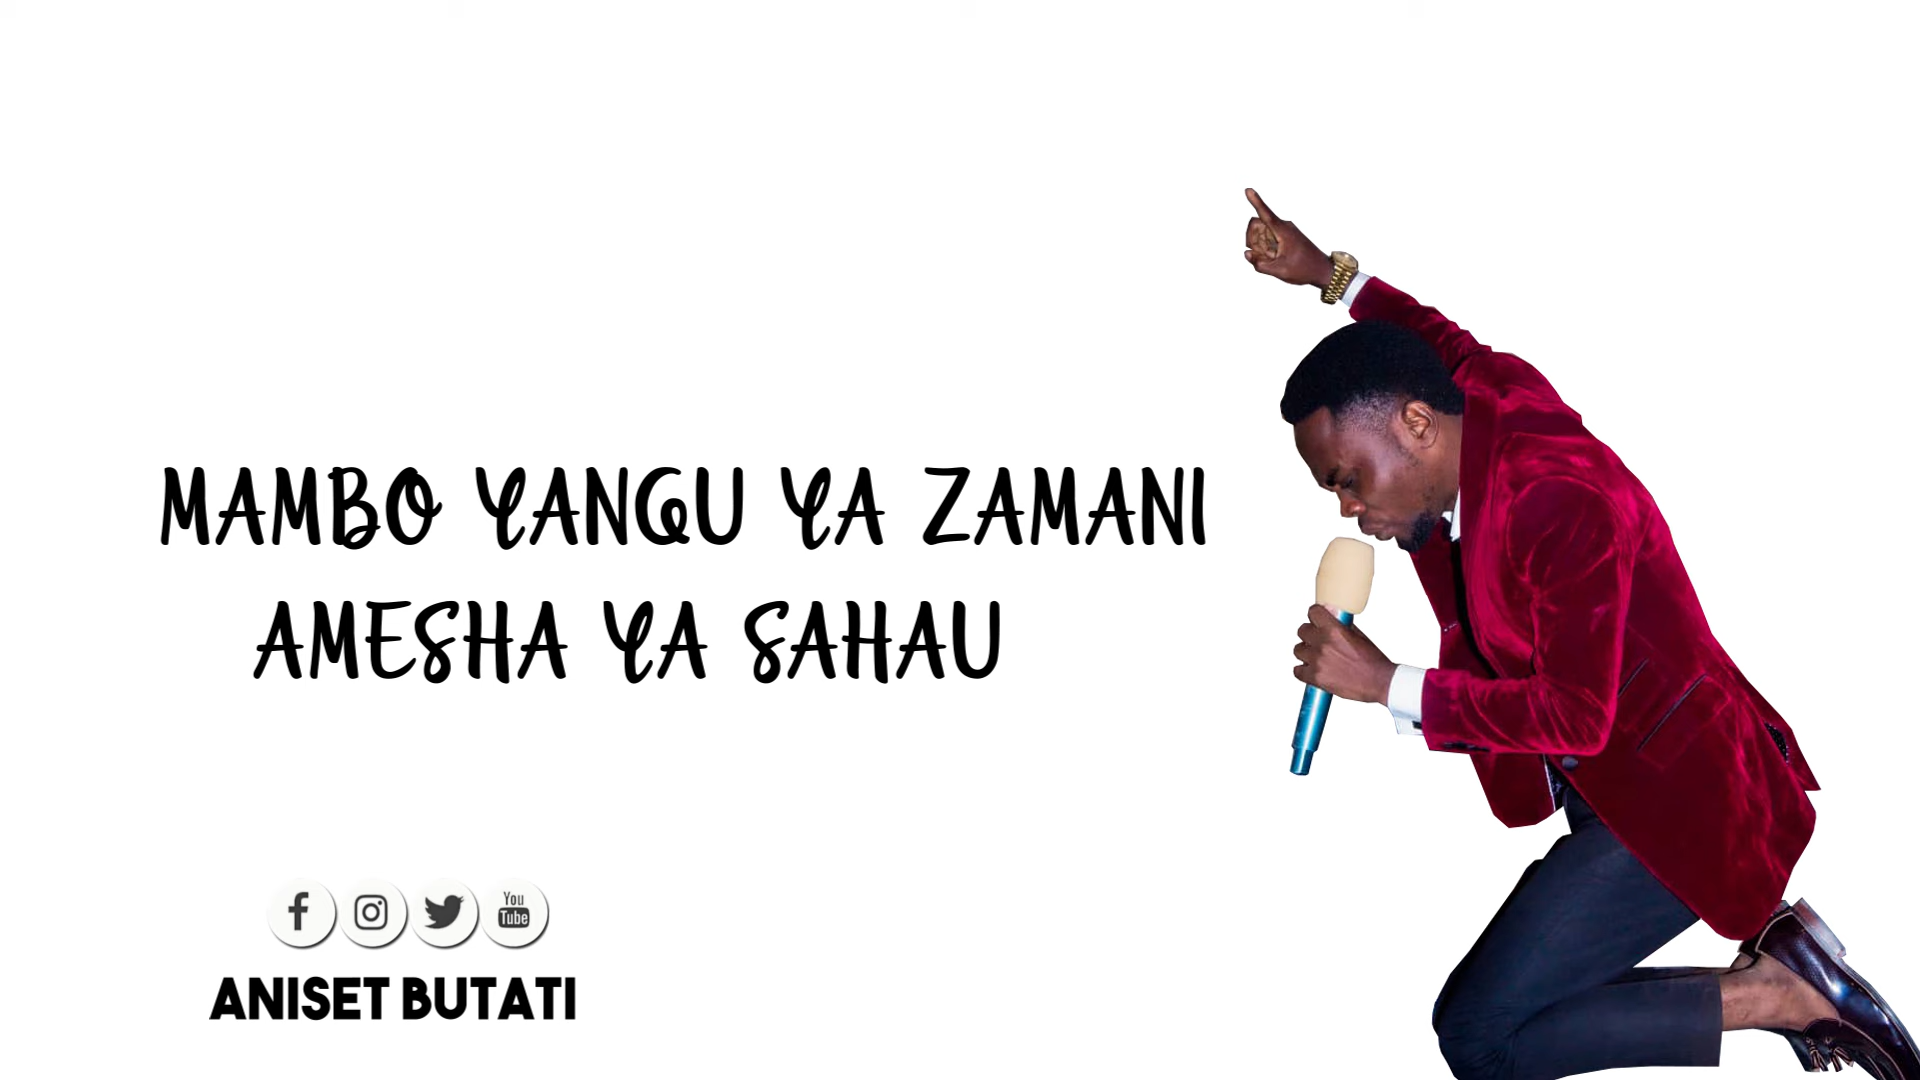 MAMBO YANGU YA ZAMANI
AMESHA YA SAHAU
You
Tube
ANISET BUTATI